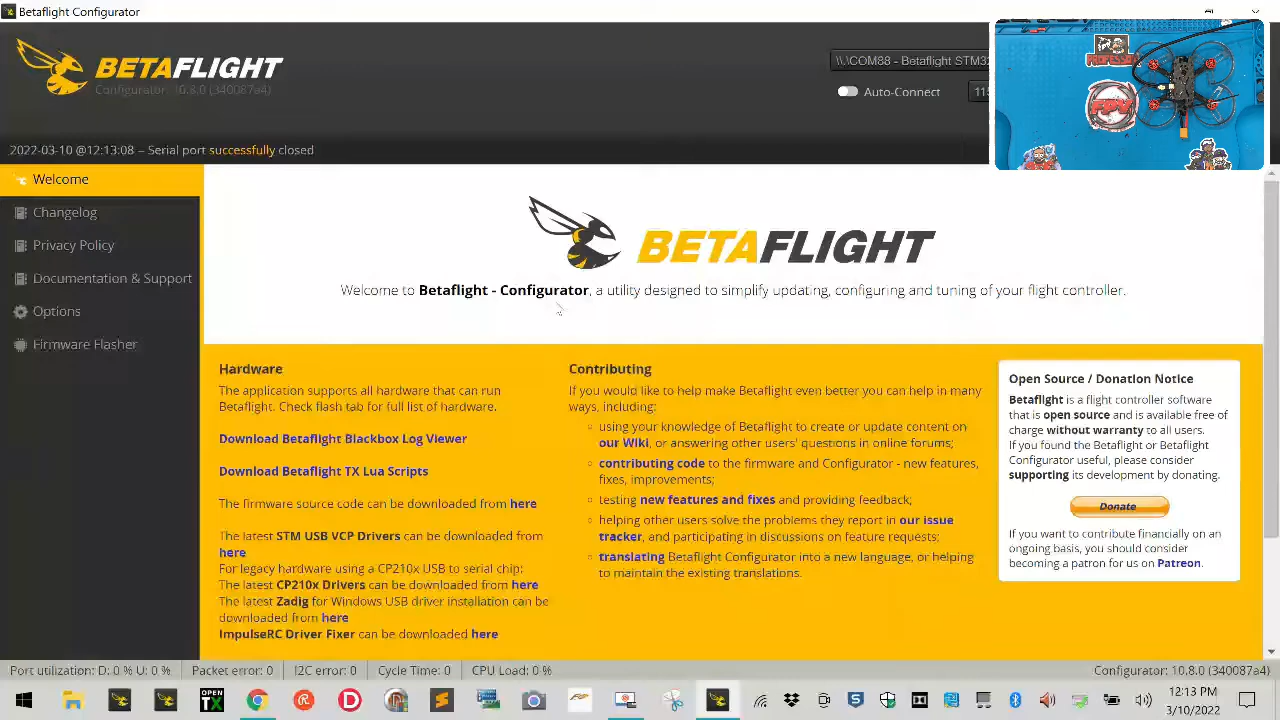 Betaflight Configurator
BETAFLIGHT
Configurator: 10.8.0 (340087a4)
\\.\COM88 - Betaflight STM32
Auto-Connect
115
PROFESSOR
FPV
2022-03-10 @12:13:08 – Serial port successfully closed
Welcome
Changelog
Privacy Policy
Documentation & Support
Options
Firmware Flasher
BETAFLIGHT
Welcome to Betaflight - Configurator, a utility designed to simplify updating, configuring and tuning of your flight controller.
Hardware
The application supports all hardware that can run
Betaflight. Check flash tab for full list of hardware.
Download Betaflight Blackbox Log Viewer
Download Betaflight TX Lua Scripts
The firmware source code can be downloaded from here
The latest STM USB VCP Drivers can be downloaded from
here
For legacy hardware using a CP210x USB to serial chip:
The latest CP210x Drivers can be downloaded from here
The latest Zadig for Windows USB driver installation can be
downloaded from here
ImpulseRC Driver Fixer can be downloaded here
Contributing
If you would like to help make Betaflight even better you can help in many
ways, including:
using your knowledge of Betaflight to create or update content on
our Wiki, or answering other users' questions in online forums;
contributing code to the firmware and Configurator - new features,
fixes, improvements;
testing new features and fixes and providing feedback;
helping other users solve the problems they report in our issue
tracker, and participating in discussions on feature requests;
translating Betaflight Configurator into a new language, or helping
to maintain the existing translations.
Open Source / Donation Notice
Betaflight is a flight controller software
that is open source and is available free of
charge without warranty to all users.
If you found the Betaflight or Betaflight
Configurator useful, please consider
supporting its development by donating.
Donate
If you want to contribute financially on an
ongoing basis, you should consider
becoming a patron for us on Patreon.
Port utilization: D: 0 % U: 0 %
Packet error: 0
I2C error: 0
Cycle Time: 0
CPU Load: 0 %
Configurator: 10.8.0 (340087a4)
OPEN
TX
12:13 PM
3/10/2022